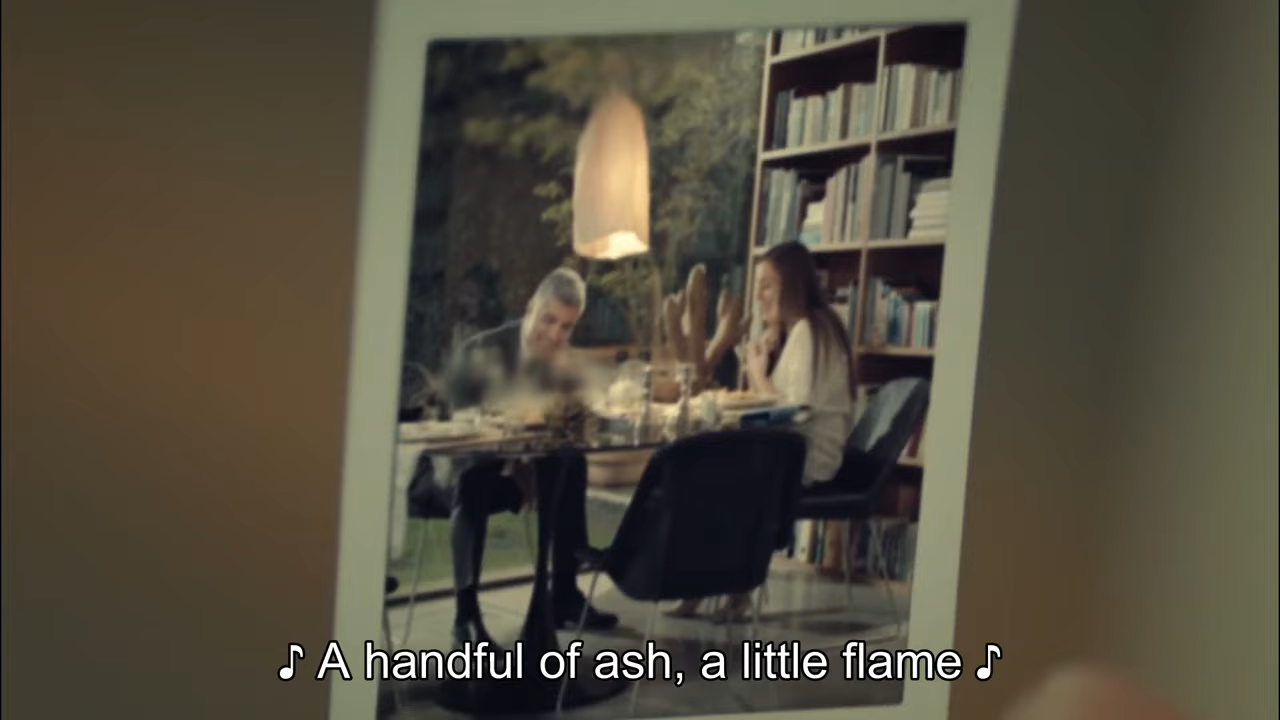 ♪ A handful of ash, a little flame ♪